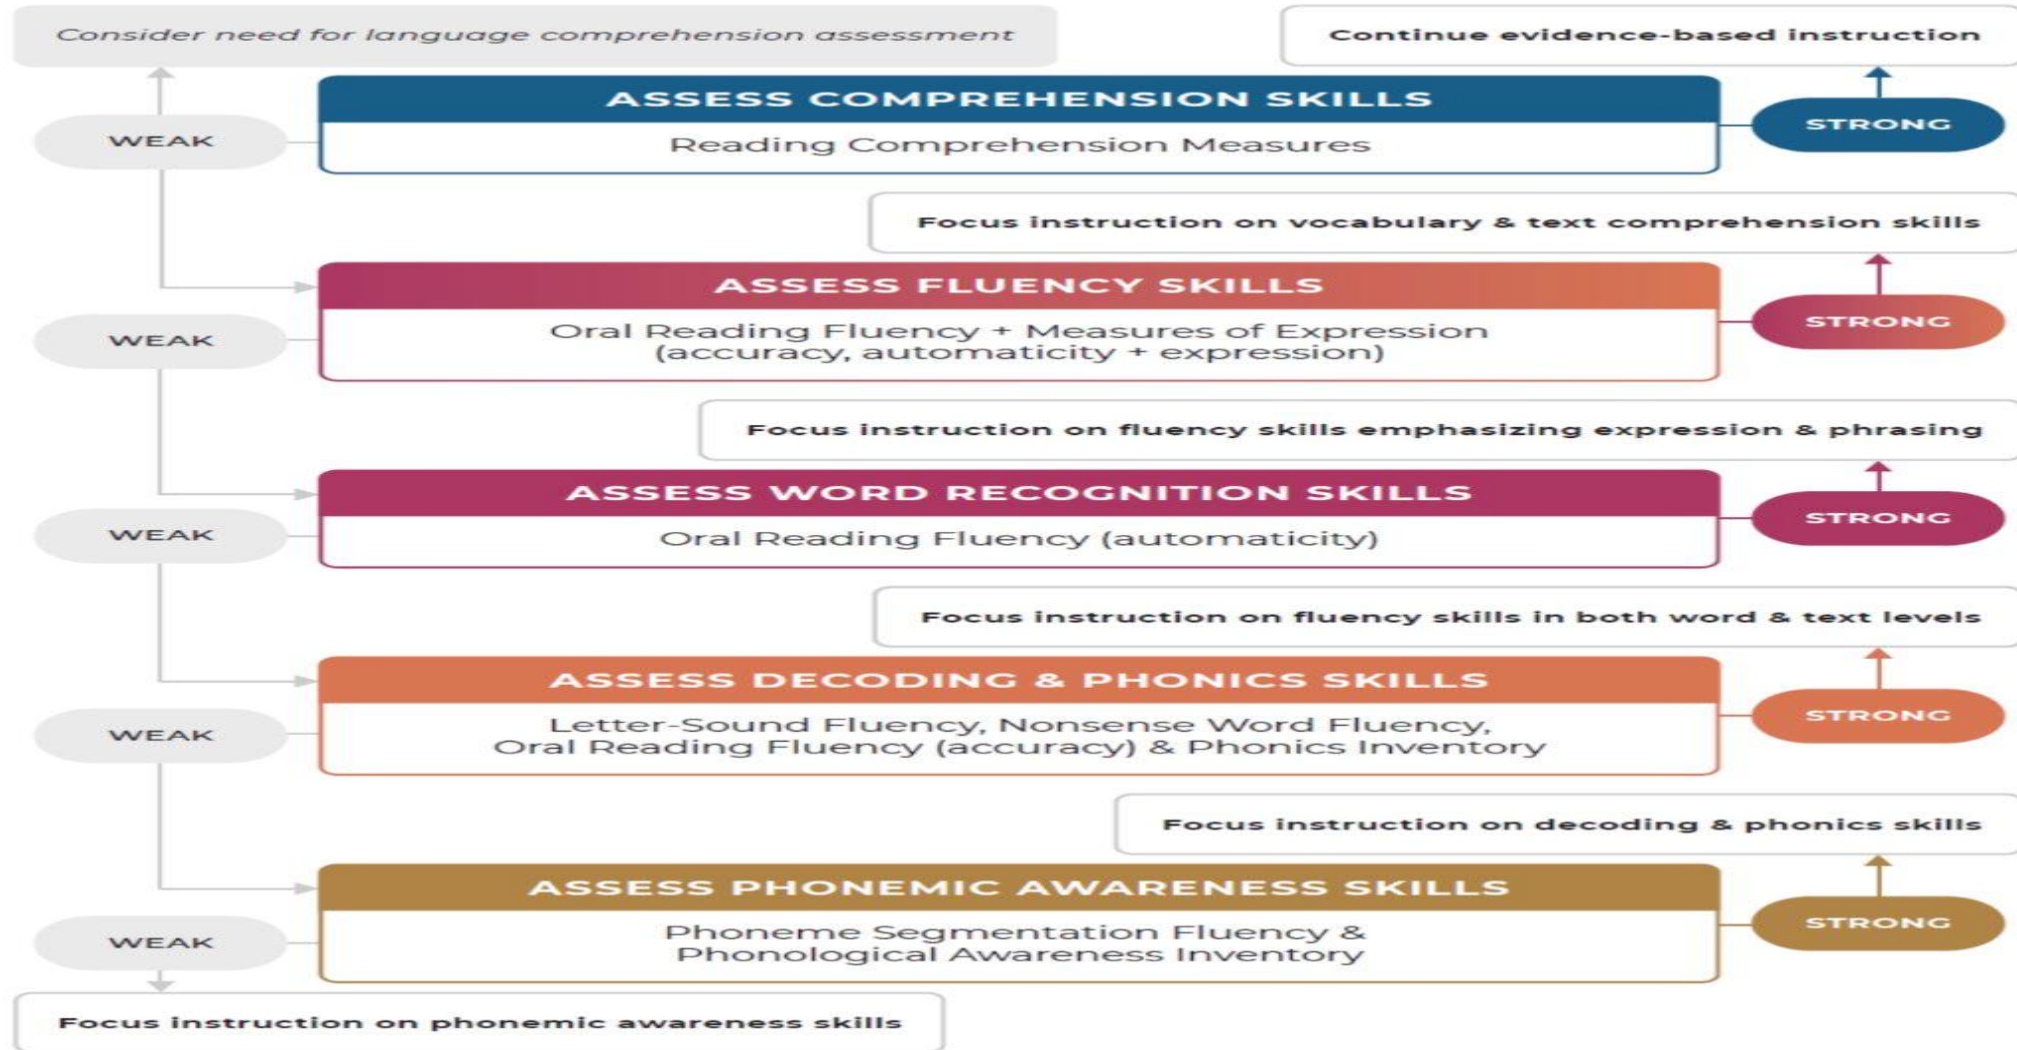 Consider need for language comprehension assessment
Continue evidence-based instruction
ASSESS COMPREHENSION SKILLS
WEAK
Reading Comprehension Measures
STRONG
Focus instruction on vocabulary & text comprehension skills
ASSESS FLUENCY SKILLS
WEAK
Oral Reading Fluency + Measures of Expression
(accuracy, automaticity + expression)
STRONG
Focus instruction on fluency skills emphasizing expression & phrasing
ASSESS WORD RECOGNITION SKILLS
WEAK
Oral Reading Fluency (automaticity)
STRONG
Focus instruction on fluency skills in both word & text levels
ASSESS DECODING & PHONICS SKILLS
WEAK
Letter-Sound Fluency, Nonsense Word Fluency,
Oral Reading Fluency (accuracy) & Phonics Inventory
STRONG
Focus instruction on decoding & phonics skills
ASSESS PHONEMIC AWARENESS SKILLS
WEAK
Phoneme Segmentation Fluency &
Phonological Awareness Inventory
STRONG
Focus instruction on phonemic awareness skills